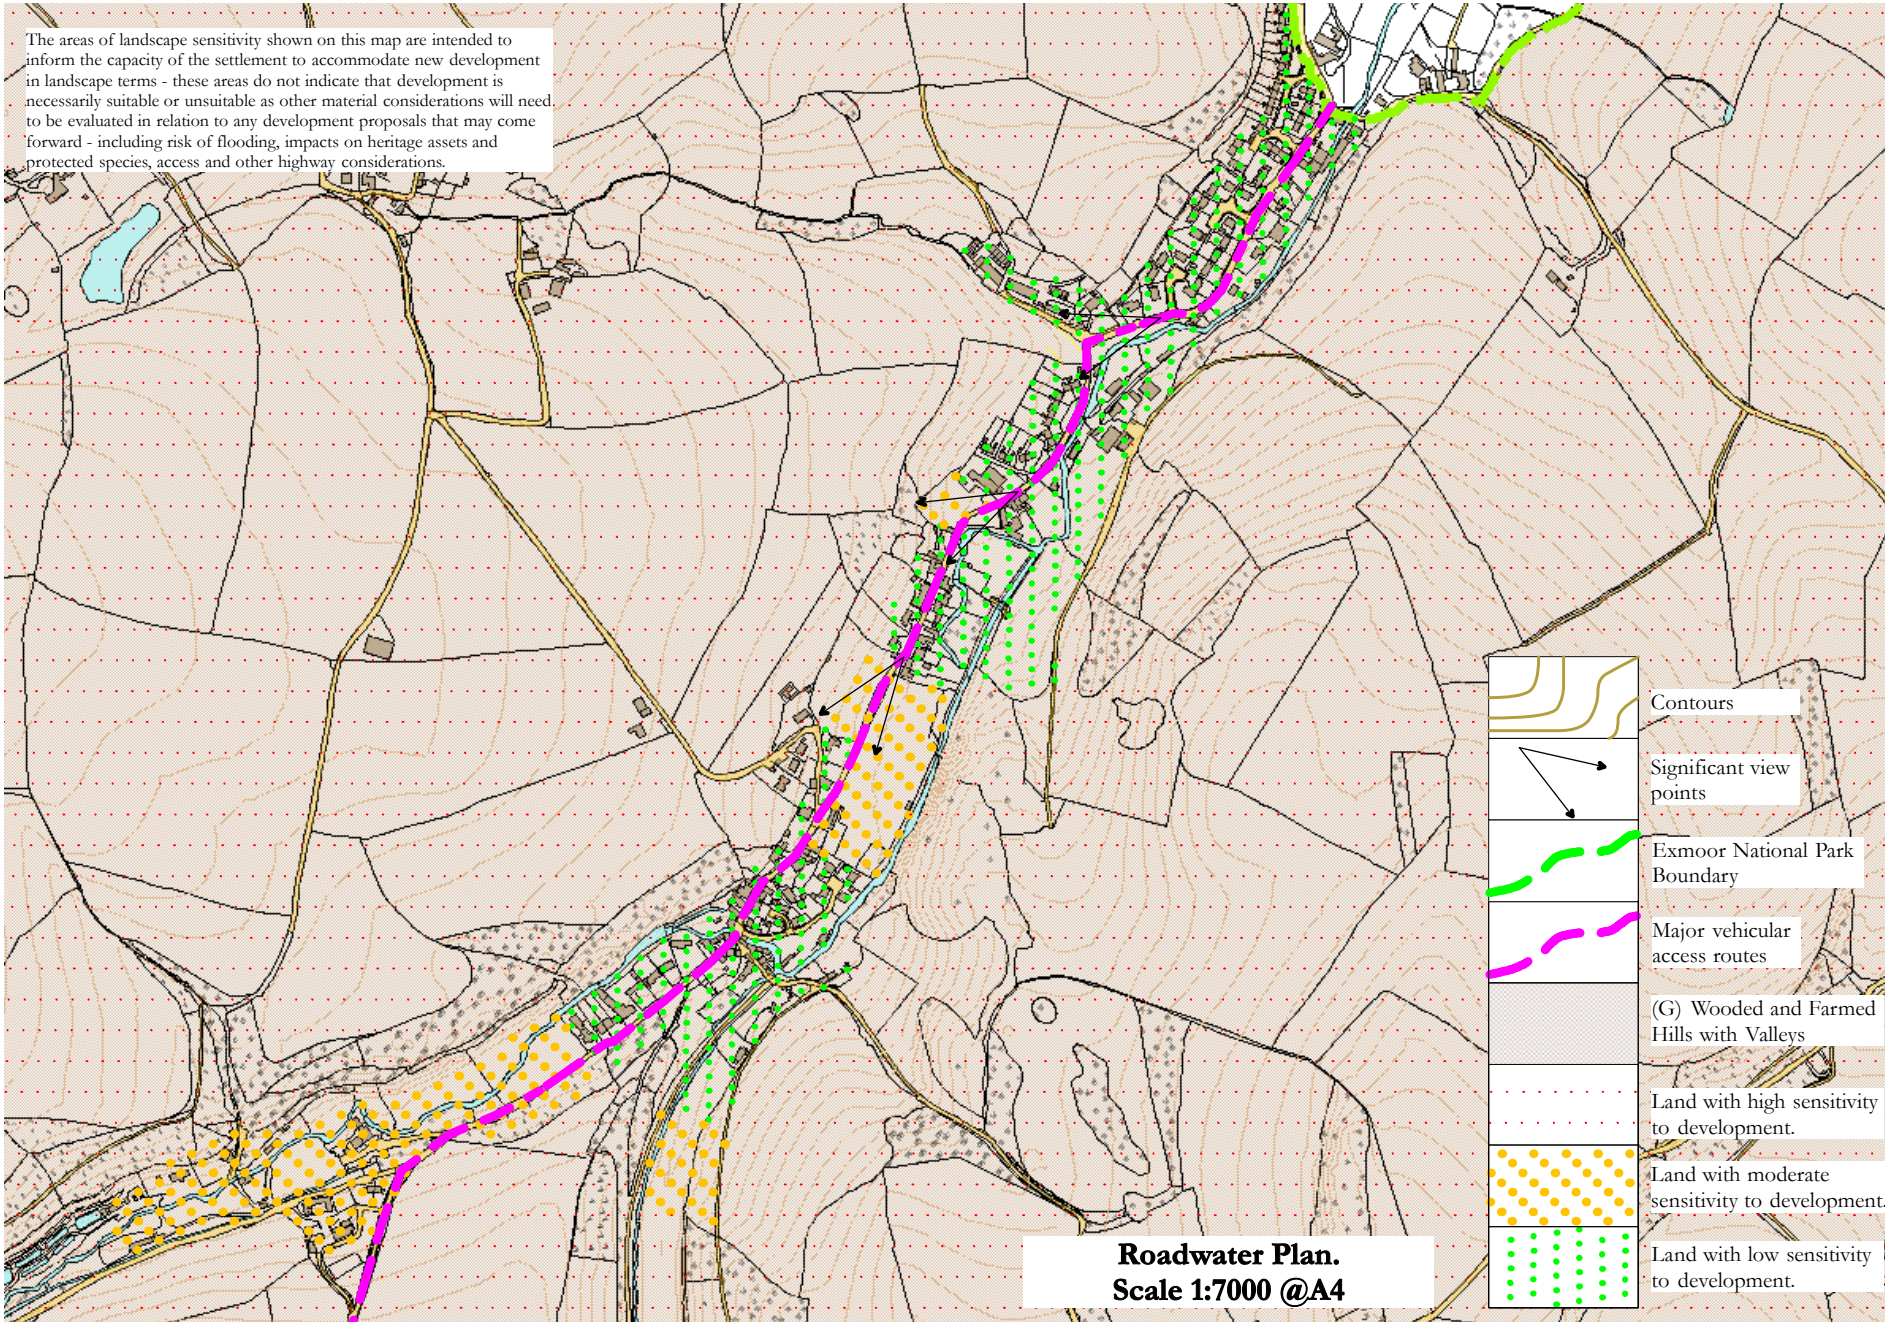 The areas of landscape sensitivity shown on this map are intended to
inform the capacity of the settlement to accommodate new development
in landscape terms - these areas do not indicate that development is
necessarily suitable or unsuitable as other material considerations will need
to be evaluated in relation to any development proposals that may come
forward - including risk of flooding, impacts on heritage assets and
protected species, access and other highway considerations.
Contours
Significant view
points
Exmoor National Park
Boundary
Major vehicular
access routes
(G) Wooded and Farmed
Hills with Valleys
Land with high sensitivity
to development.
Land with moderate
sensitivity to development.
Land with low sensitivity
to development.
Roadwater Plan.
Scale 1:7000 @A4